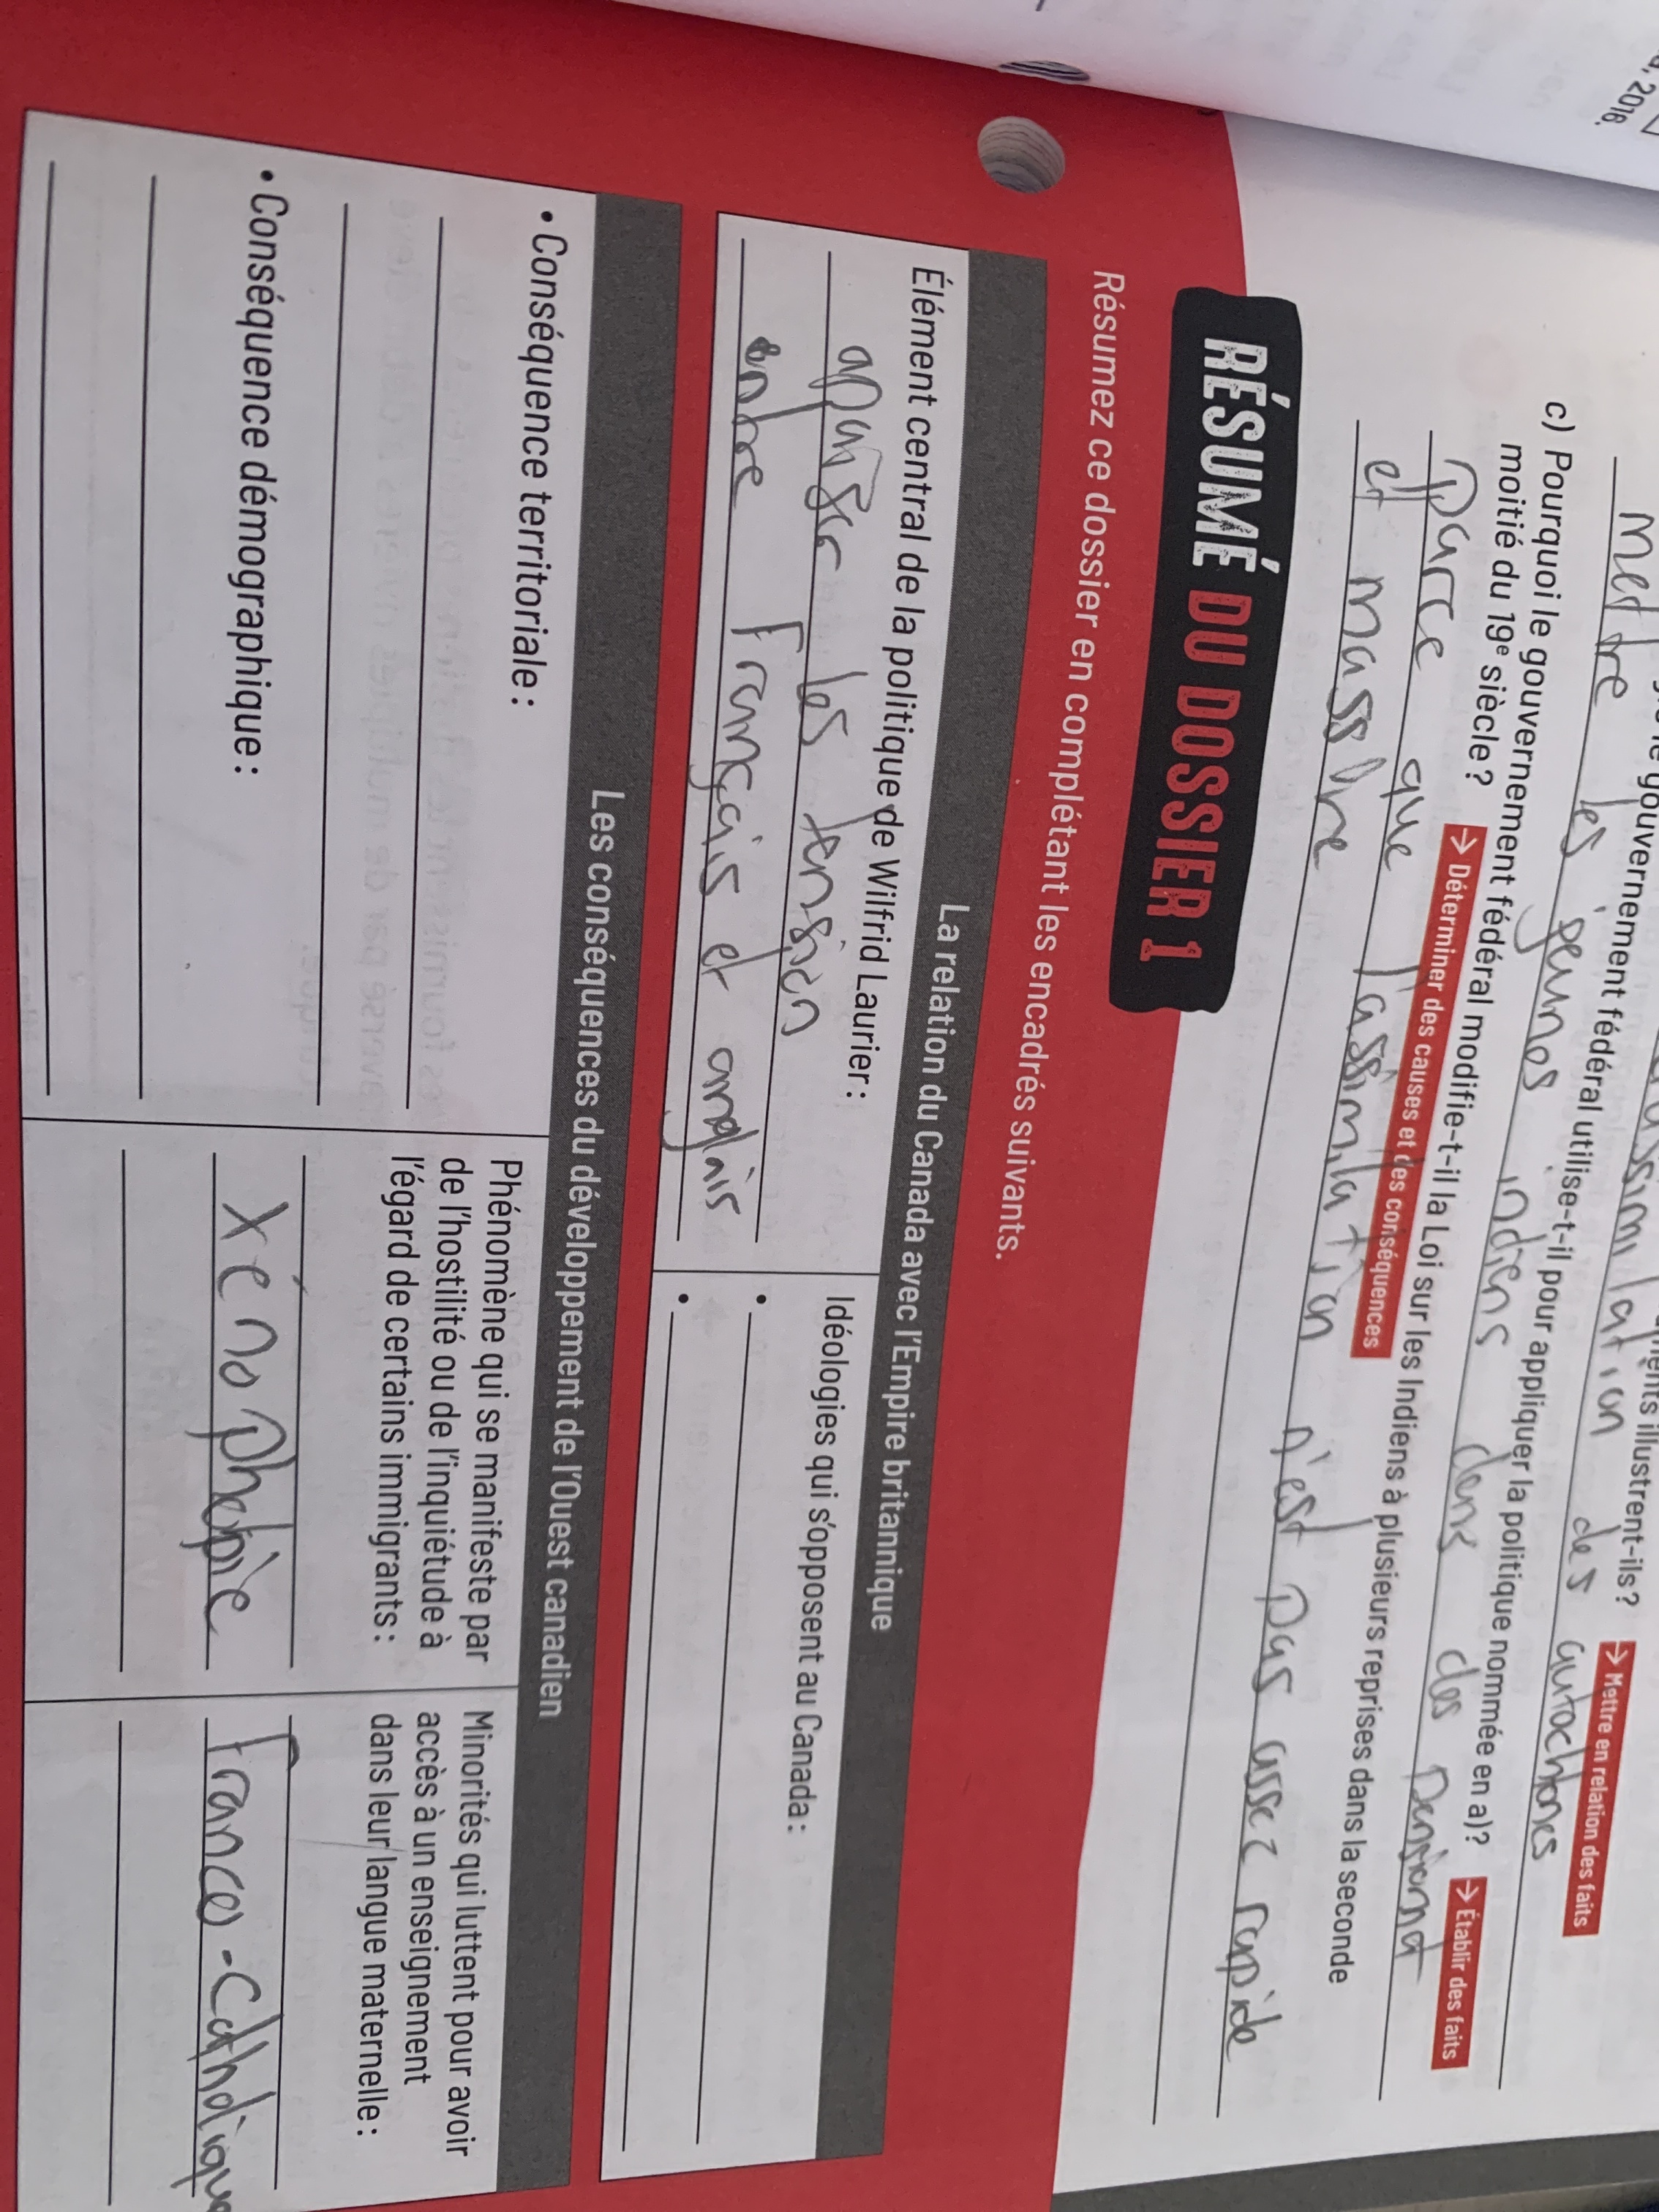 , 2016.
gouvernement
assimilation
ments illustrent-ils? → Mettre en relation des faits
gouvernement fédéral utilise-t-il pour appliquer la politique nommée en a)? → Établir des faits
mettre les jeunes indiens dans des pensionat
des autochtones
c) Pourquoi le gouvernement fédéral modifie-t-il la Loi sur les Indiens à plusieurs reprises dans la seconde
moitié du 19e siècle? → Déterminer des causes et des conséquences
parce que l'assimilation n'est pas assez rapide
et massive
RÉSUMÉ DU DOSSIER 1
Résumez ce dossier en complétant les encadrés suivants.
La relation du Canada avec l'Empire britannique
Élément central de la politique de Wilfrid Laurier :
apaiser les tension
entre français et anglais
Idéologies qui s'opposent au Canada :
•
•
Les conséquences du développement de l'Ouest canadien
• Conséquence territoriale :
• Conséquence démographique :
Phénomène qui se manifeste par
de l'hostilité ou de l'inquiétude à
l'égard de certains immigrants :
Xénophobie
Minorités qui luttent pour avoir
accès à un enseignement
dans leur langue maternelle :